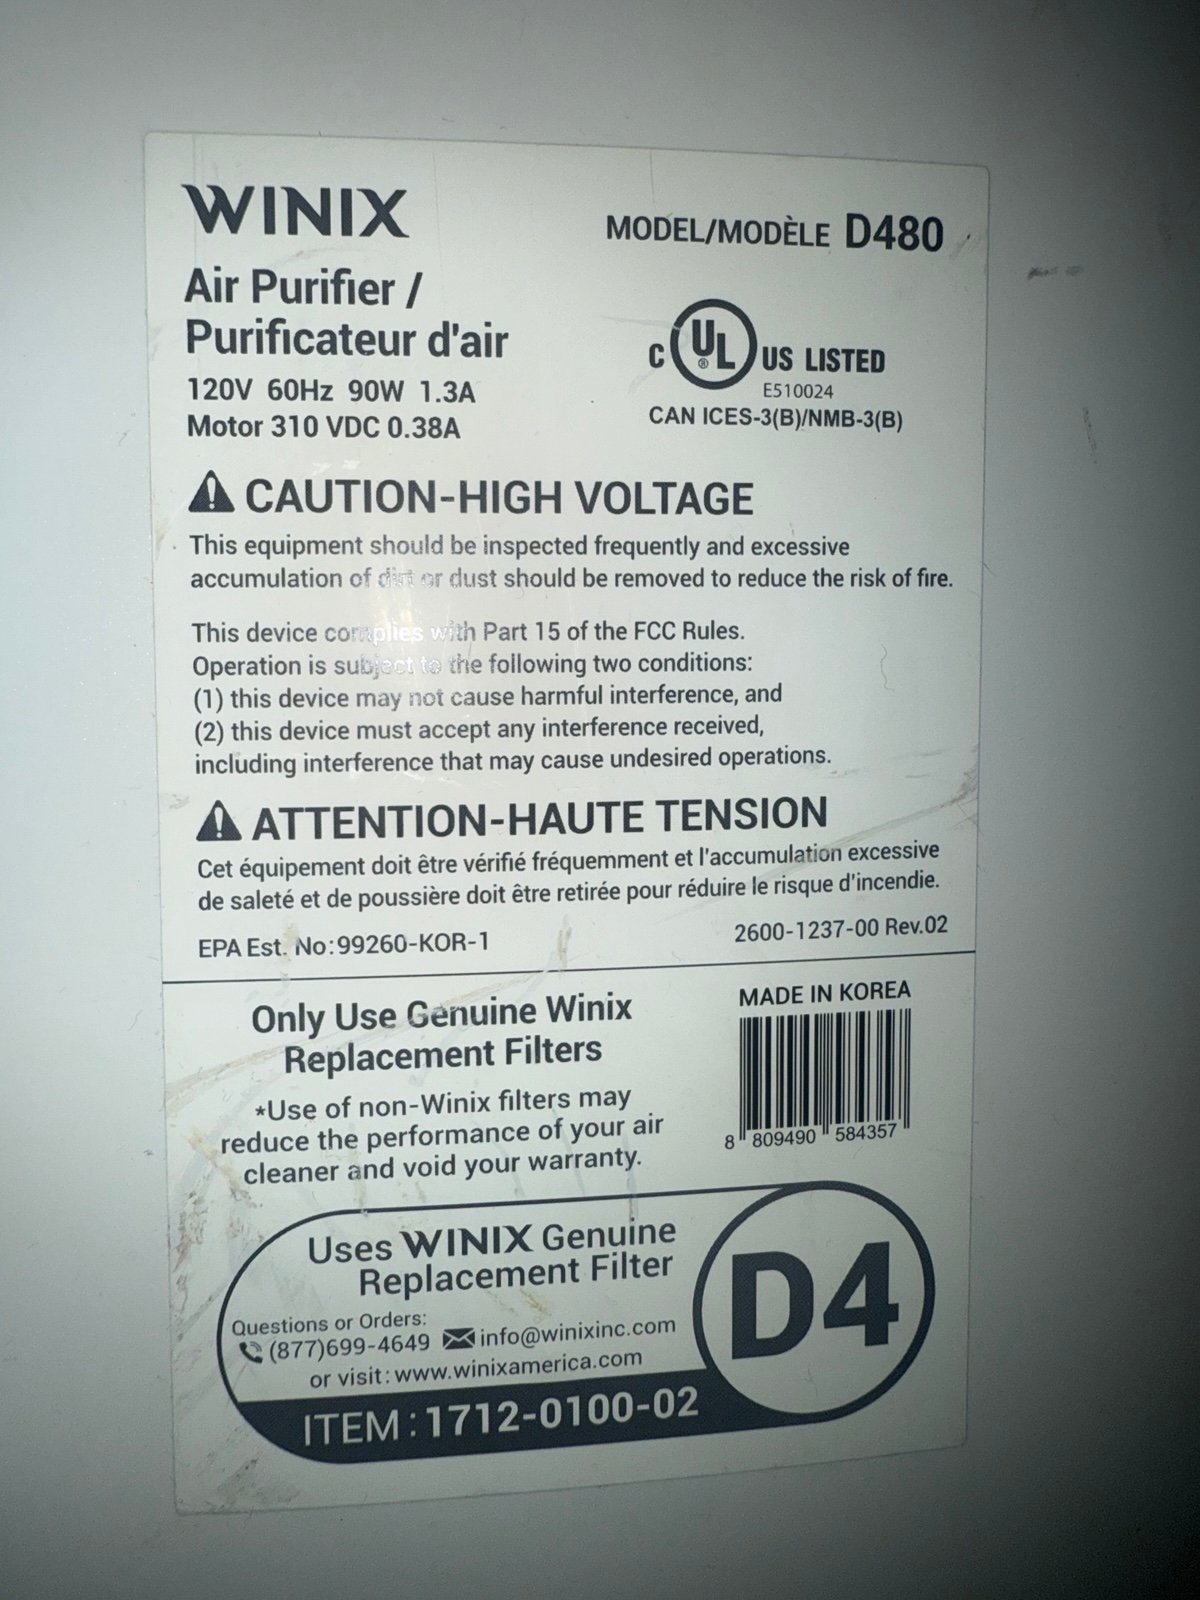 WINIX
MODEL/MODÈLE D480
Air Purifier /
Purificateur d'air
120V 60Hz 90W 1.3A
Motor 310 VDC 0.38A
C UL ® US LISTED
E510024
CAN ICES-3(B)/NMB-3(B)
CAUTION-HIGH VOLTAGE
This equipment should be inspected frequently and excessive
accumulation of dirt or dust should be removed to reduce the risk of fire.
This device complies with Part 15 of the FCC Rules.
Operation is subject to the following two conditions:
(1) this device may not cause harmful interference, and
(2) this device must accept any interference received,
including interference that may cause undesired operations.
ATTENTION-HAUTE TENSION
Cet équipement doit être vérifié fréquemment et l'accumulation excessive
de saleté et de poussière doit être retirée pour réduire le risque d'incendie.
EPA Est. No:99260-KOR-1
2600-1237-00 Rev.02
Only Use Genuine Winix
Replacement Filters
*Use of non-Winix filters may
reduce the performance of your air
cleaner and void your warranty.
MADE IN KOREA
8 809490 584357
Uses WINIX Genuine
Replacement Filter
Questions or Orders:
(877)699-4649 info@winixinc.com
or visit: www.winixamerica.com
ITEM : 1712-0100-02
D4